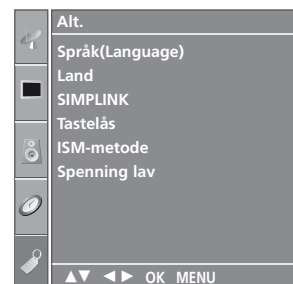 Alt.
Språk(Language)
Land
SIMPLINK
Tastelås
ISM-metode
Spenning lav
▲▼ ◄► OK MENU